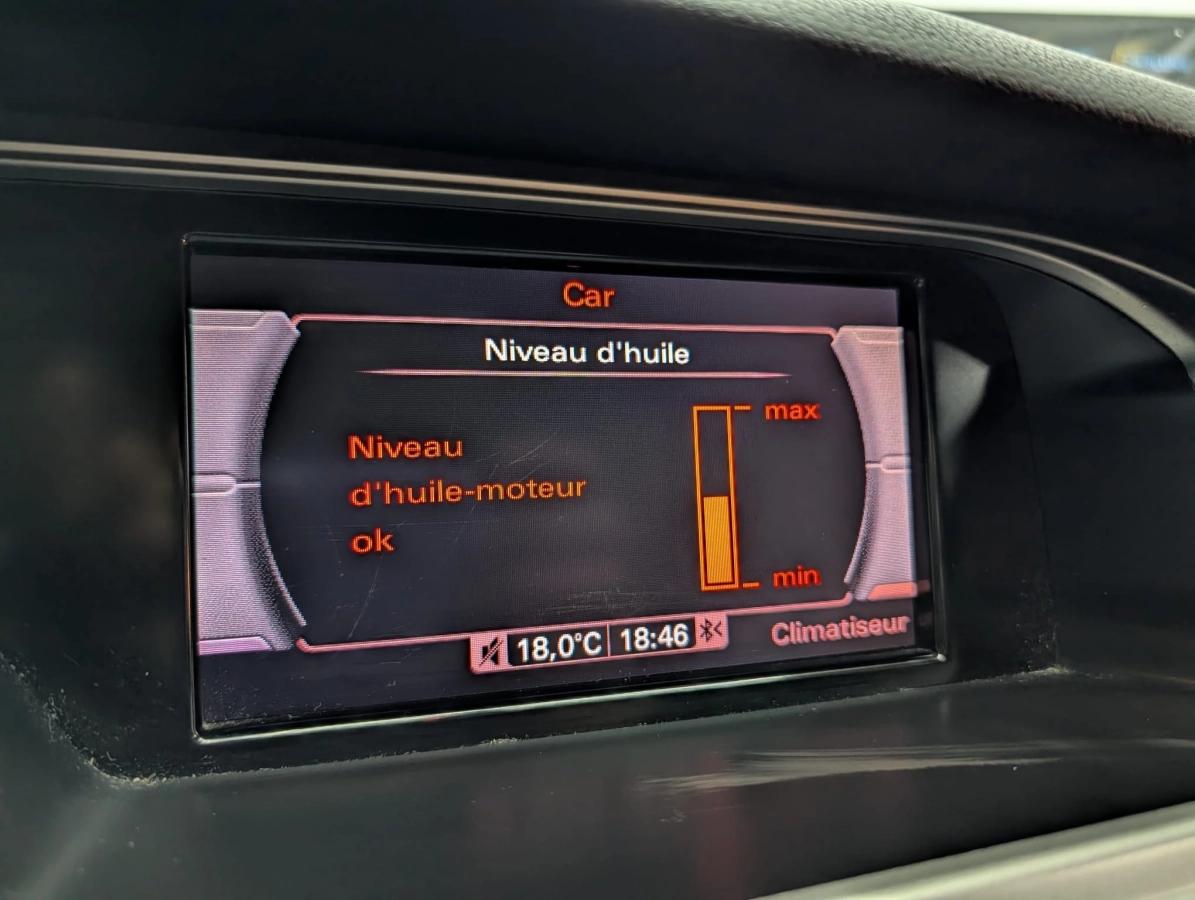 Car
Niveau d'huile
max
Niveau
d'huile-moteur
ok
min
18,0°C 18:46
Climatiseur